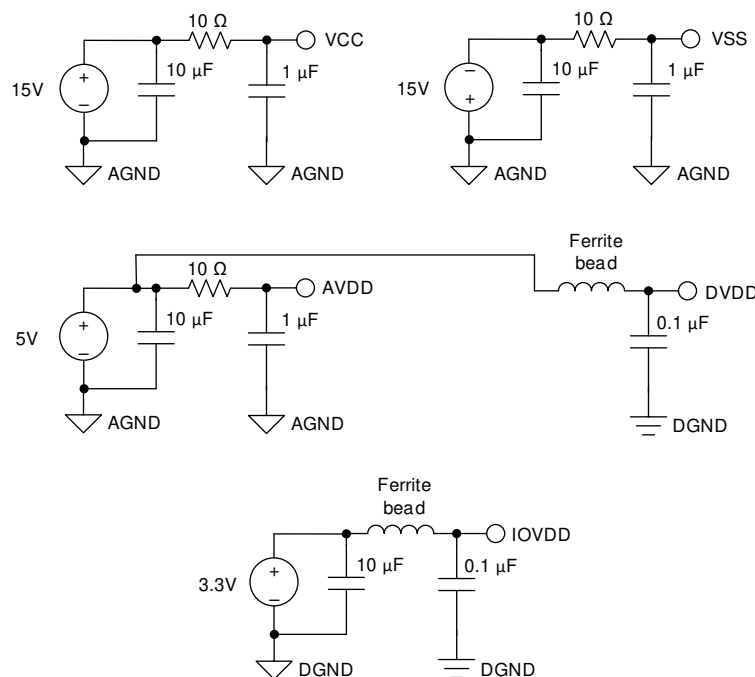 10 Ω
VCC
10 µF
1 µF
15V
+
–
AGND
AGND
10 Ω
VSS
10 µF
1 µF
15V
–
+
AGND
AGND
Ferrite
bead
10 Ω
AVDD
DVDD
10 µF
1 µF
0.1 µF
5V
+
–
AGND
AGND
DGND
Ferrite
bead
IOVDD
10 µF
0.1 µF
3.3V
+
–
DGND
DGND